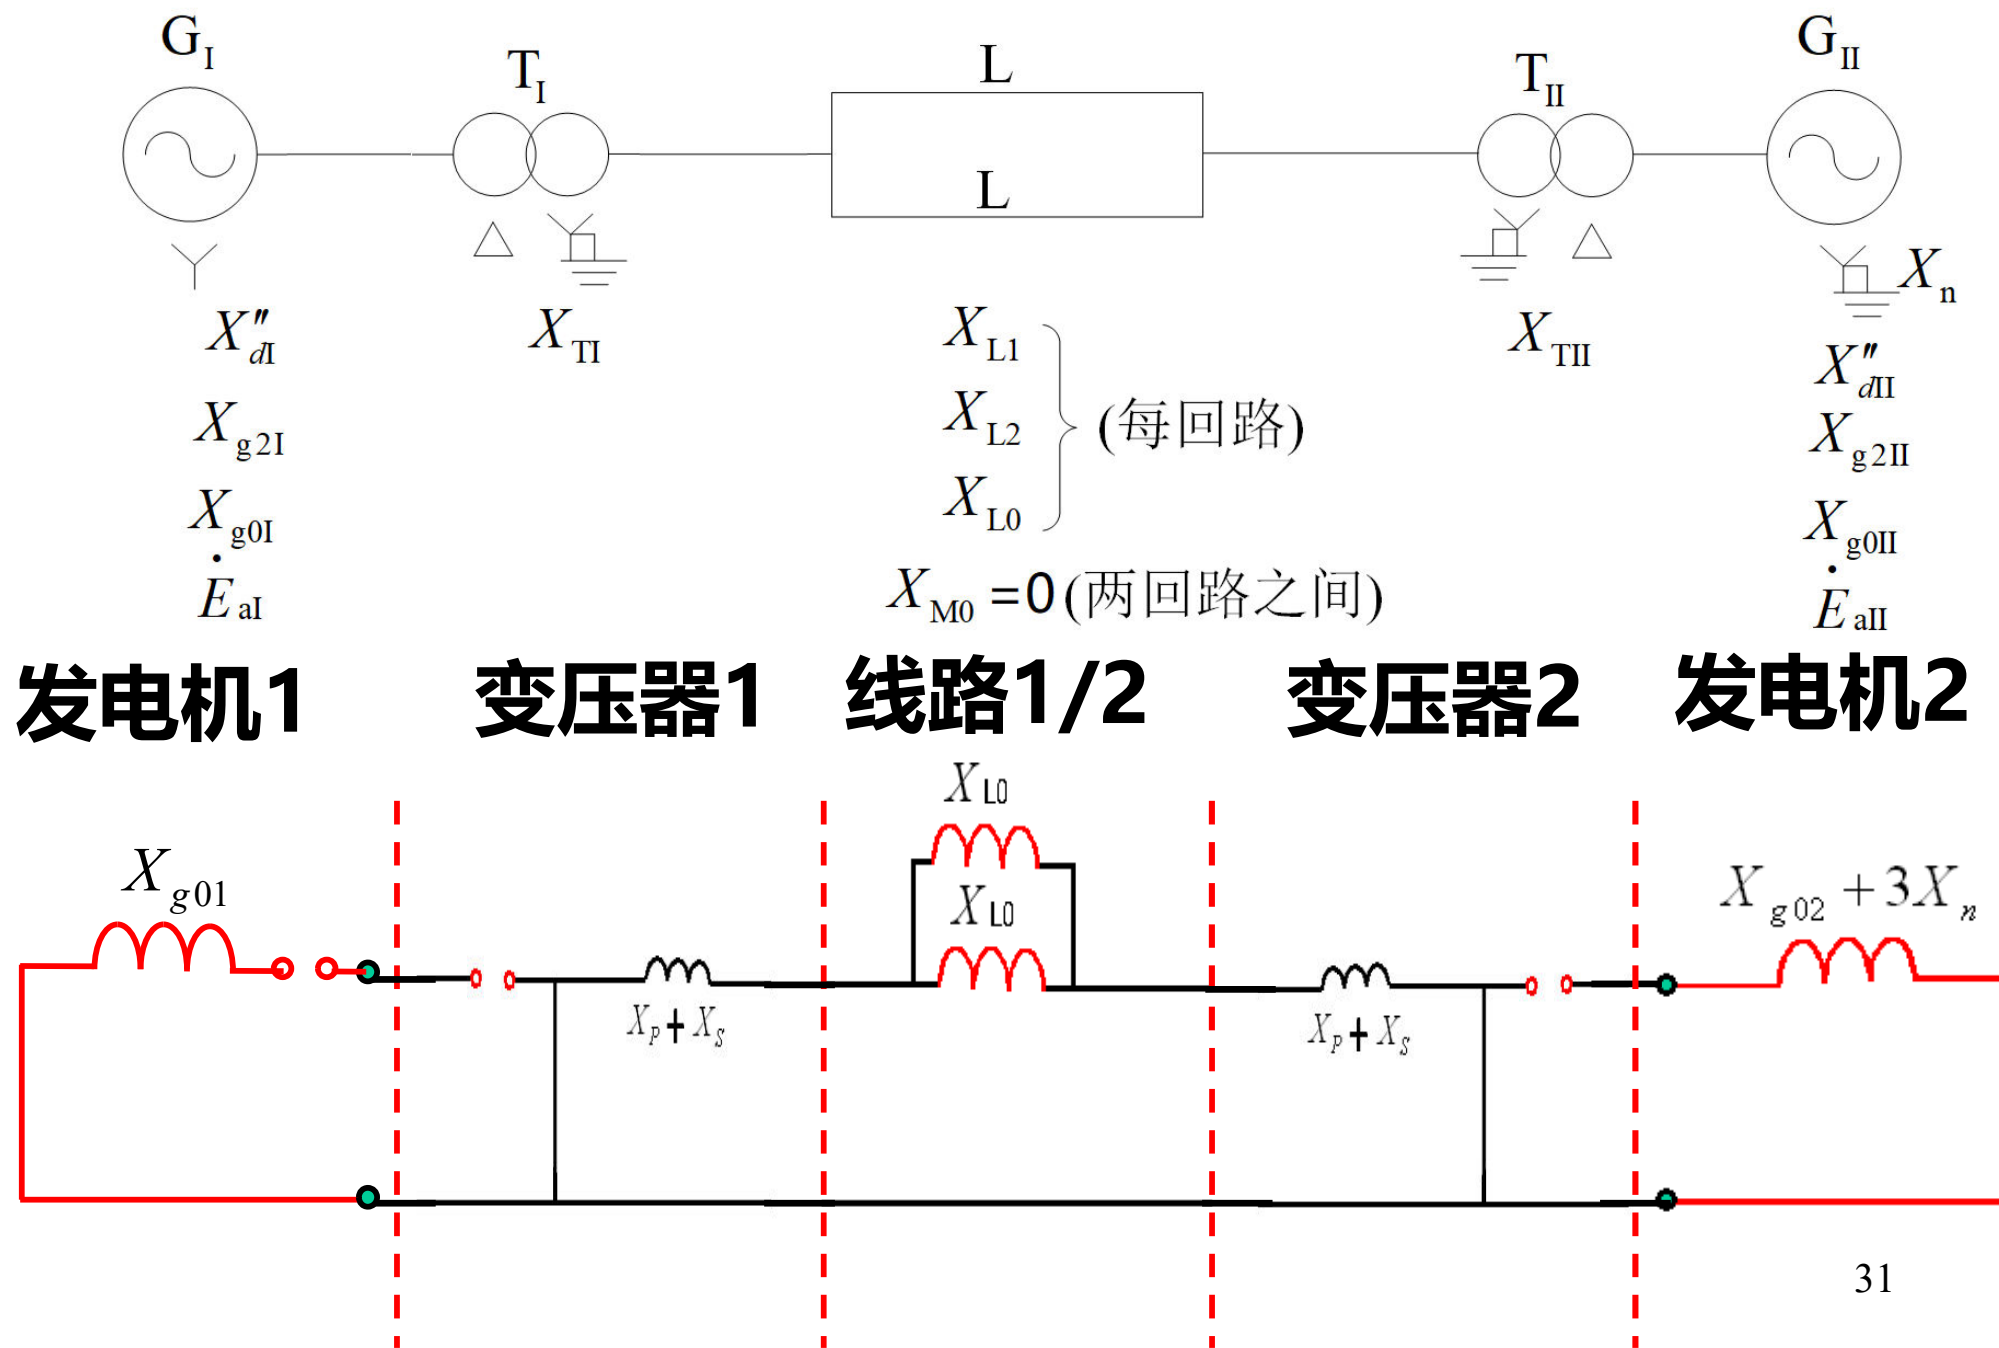 G_I T_I L T_II G_II
L
X_n
X″_dI X_TI X_L1 X_TII X″_dII
X_g2I X_L2 (每回路) X_g2II
X_g0I X_L0 X_g0II
Ė_aI X_M0 =0(两回路之间) Ė_aII
发电机1 变压器1 线路1/2 变压器2 发电机2
X_L0
X_g01 X_L0 X_g02 + 3X_n
X_P + X_S X_P + X_S
31